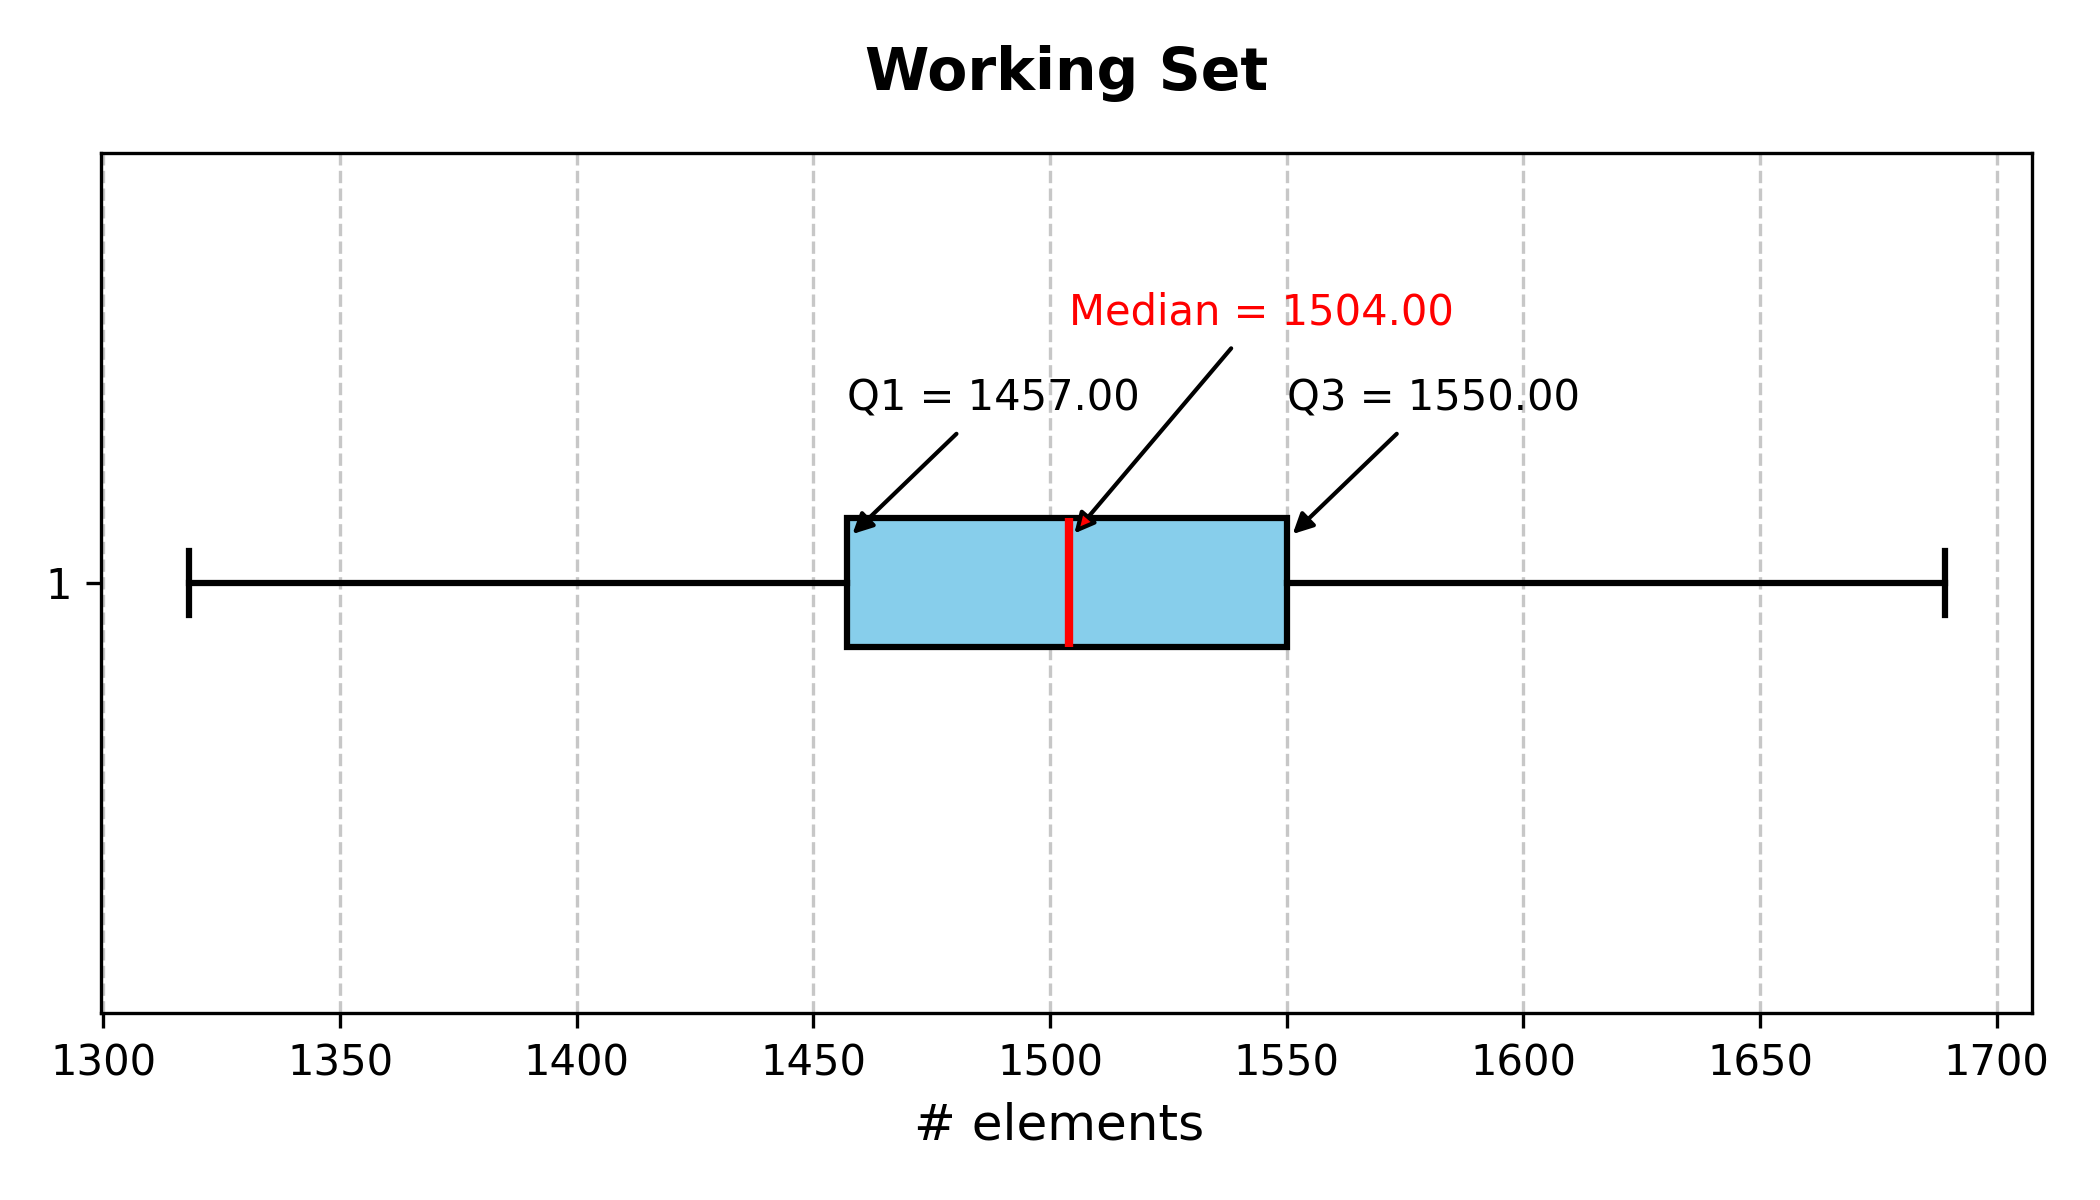 Working Set
Median = 1504.00
Q1 = 1457.00
Q3 = 1550.00
1
1300 1350 1400 1450 1500 1550 1600 1650 1700
# elements